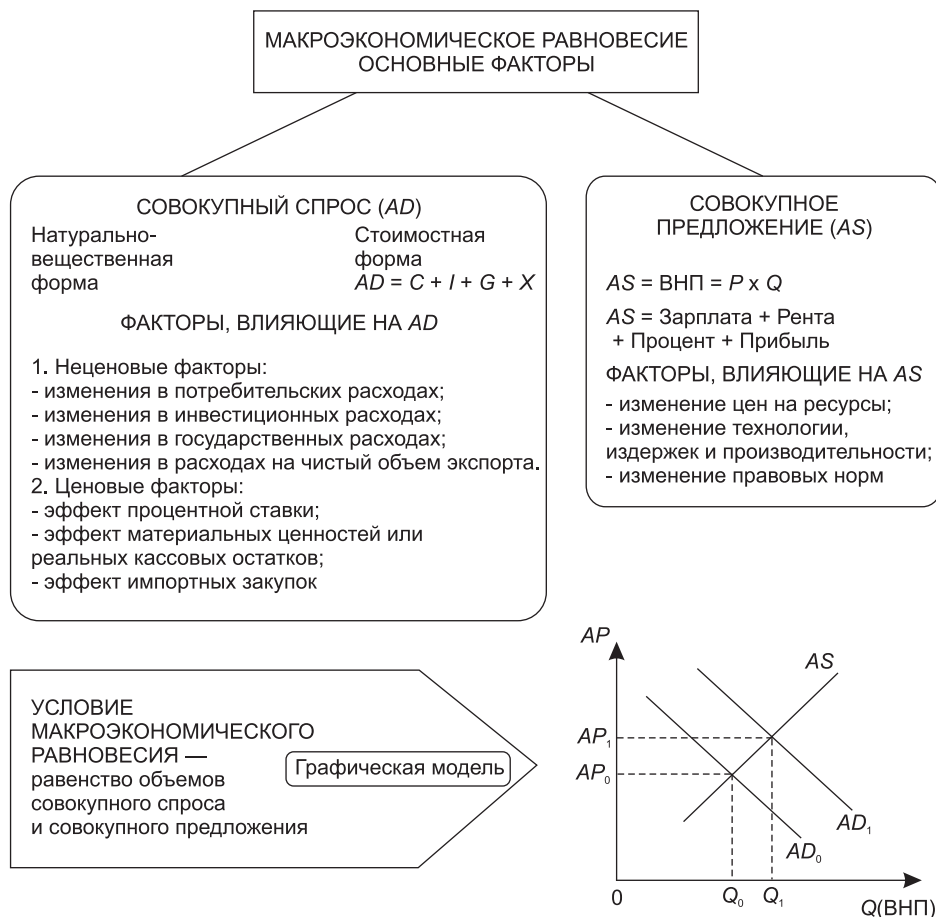 МАКРОЭКОНОМИЧЕСКОЕ РАВНОВЕСИЕ
ОСНОВНЫЕ ФАКТОРЫ
СОВОКУПНЫЙ СПРОС (AD)
Натурально-
вещественная
форма
Стоимостная
форма
AD = C + I + G + X
ФАКТОРЫ, ВЛИЯЮЩИЕ НА AD
1. Неценовые факторы:
- изменения в потребительских расходах;
- изменения в инвестиционных расходах;
- изменения в государственных расходах;
- изменения в расходах на чистый объем экспорта.
2. Ценовые факторы:
- эффект процентной ставки;
- эффект материальных ценностей или
реальных кассовых остатков;
- эффект импортных закупок
СОВОКУПНОЕ
ПРЕДЛОЖЕНИЕ (AS)
AS = ВНП = P x Q
AS = Зарплата + Рента
+ Процент + Прибыль
ФАКТОРЫ, ВЛИЯЮЩИЕ НА AS
- изменение цен на ресурсы;
- изменение технологии,
издержек и производительности;
- изменение правовых норм
УСЛОВИЕ
МАКРОЭКОНОМИЧЕСКОГО
РАВНОВЕСИЯ —
равенство объемов
совокупного спроса
и совокупного предложения
Графическая модель
AP
AS
AP₁
AP₀
AD₁
AD₀
0
Q₀
Q₁
Q(ВНП)